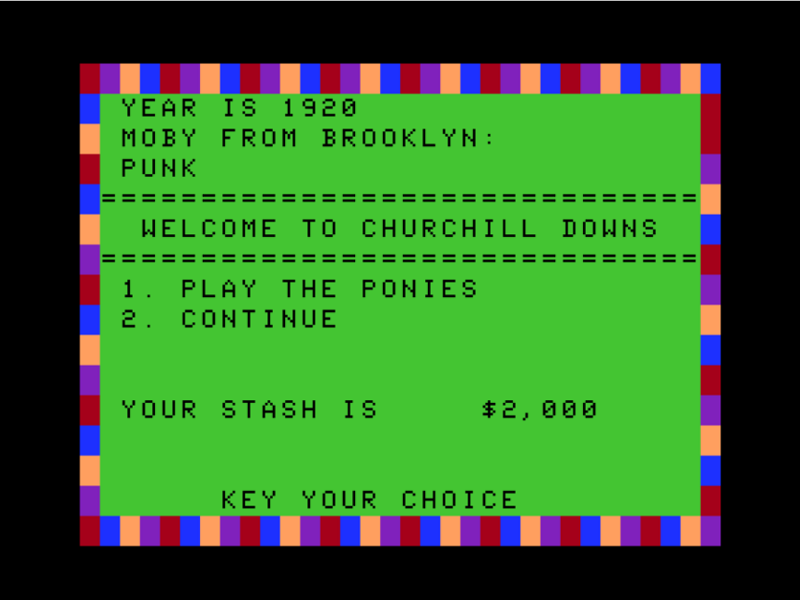 YEAR IS 1920
MOBY FROM BROOKLYN:
PUNK
==============================
WELCOME TO CHURCHILL DOWNS
==============================
1. PLAY THE PONIES
2. CONTINUE
YOUR STASH IS $2,000
KEY YOUR CHOICE